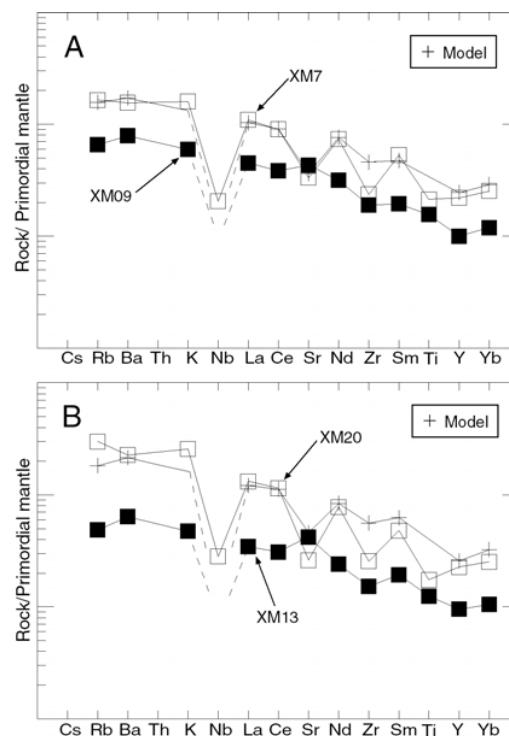 A
+ Model
XM7
XM09
Rock/ Primordial mantle
Cs Rb Ba Th K Nb La Ce Sr Nd Zr Sm Ti Y Yb
B
+ Model
XM20
XM13
Rock/Primordial mantle
Cs Rb Ba Th K Nb La Ce Sr Nd Zr Sm Ti Y Yb